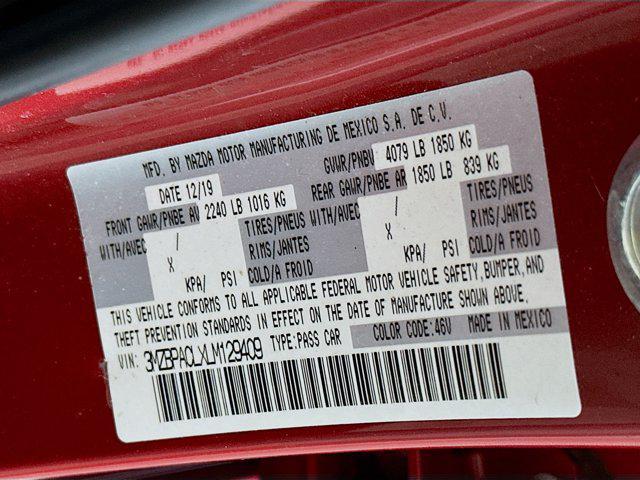 MFD. BY MAZDA MOTOR MANUFACTURING DE MEXICO S.A. DE C.V.
DATE 12/19 GVWR/PNBV 4079 LB 1850 KG
FRONT GAWR/PNBE AV 2240 LB 1016 KG REAR GAWR/PNBE AR 1850 LB 839 KG
WITH/AVEC / TIRES/PNEUS WITH/AVEC / TIRES/PNEUS
X RIMS/JANTES X RIMS/JANTES
KPA/ PSI COLD/A FROID KPA/ PSI COLD/A FROID
THIS VEHICLE CONFORMS TO ALL APPLICABLE FEDERAL MOTOR VEHICLE SAFETY,BUMPER,AND
THEFT PREVENTION STANDARDS IN EFFECT ON THE DATE OF MANUFACTURE SHOWN ABOVE.
VIN: 3MZBPACLXLM129409 TYPE:PASS CAR COLOR CODE:46V MADE IN MEXICO